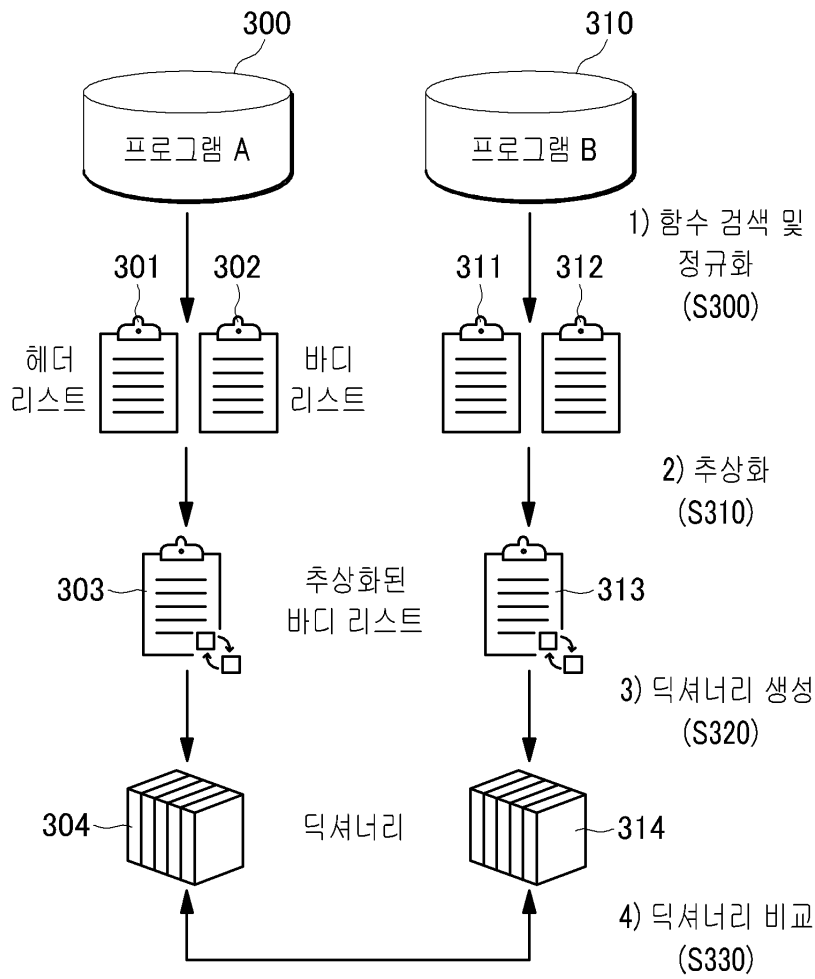 300
310
프로그램 A
프로그램 B
1) 함수 검색 및
정규화
(S300)
301
302
311
312
헤더
리스트
바디
리스트
2) 추상화
(S310)
303
추상화된
바디 리스트
313
3) 딕셔너리 생성
(S320)
304
딕셔너리
314
4) 딕셔너리 비교
(S330)